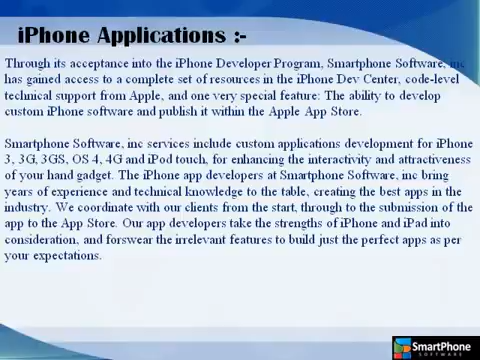 iPhone Applications :-
Through its acceptance into the iPhone Developer Program, Smartphone Software, inc
has gained access to a complete set of resources in the iPhone Dev Center, code-level
technical support from Apple, and one very special feature: The ability to develop
custom iPhone software and publish it within the Apple App Store.
Smartphone Software, inc services include custom applications development for iPhone
3, 3G, 3GS, OS 4, 4G and iPod touch, for enhancing the interactivity and attractiveness
of your hand gadget. The iPhone app developers at Smartphone Software, inc bring
years of experience and technical knowledge to the table, creating the best apps in the
industry. We coordinate with our clients from the start, through to the submission of the
app to the App Store. Our app developers take the strengths of iPhone and iPad into
consideration, and forswear the irrelevant features to build just the perfect apps as per
your expectations.
SmartPhone
SOFTWARE